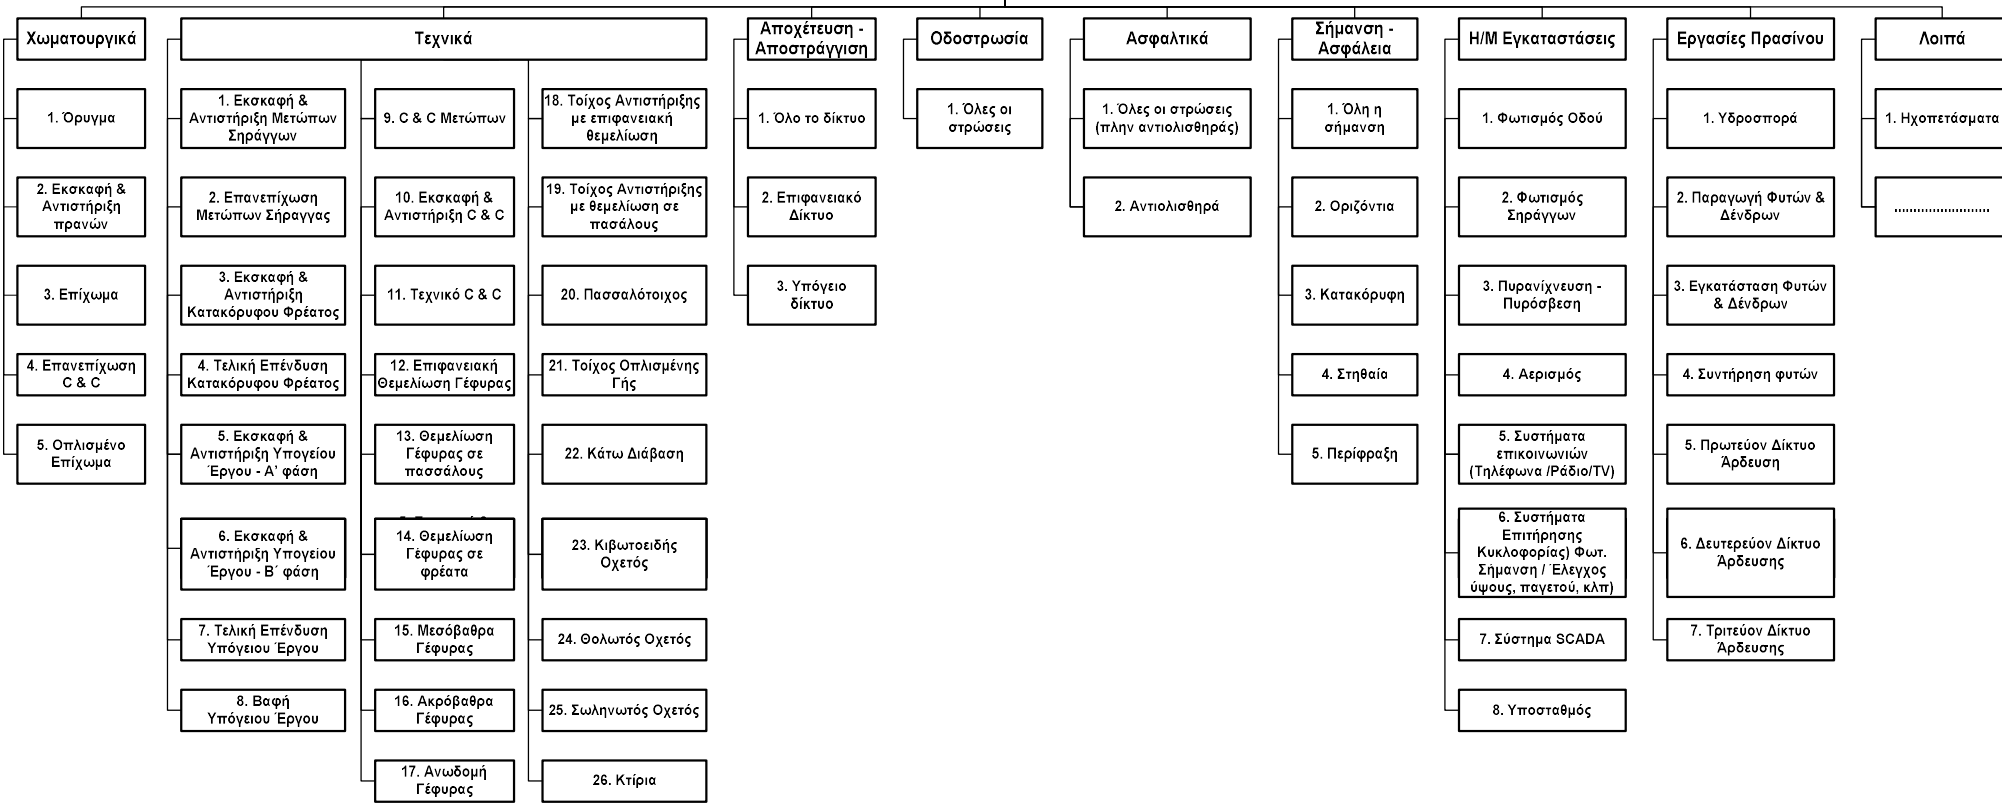 Χωματουργικά
1. Όρυγμα
2. Εκσκαφή &
Αντιστήριξη
πρανών
3. Επίχωμα
4. Επανεπίχωση
C & C
5. Οπλισμένο
Επίχωμα
Τεχνικά
1. Εκσκαφή &
Αντιστήριξη Μετώπων
Σηράγγων
2. Επανεπίχωση
Μετώπων Σήραγγας
3. Εκσκαφή &
Αντιστήριξη
Κατακόρυφου Φρέατος
4. Τελική Επένδυση
Κατακόρυφου Φρέατος
5. Εκσκαφή &
Αντιστήριξη Υπογείου
Έργου - Α’ φάση
6. Εκσκαφή &
Αντιστήριξη Υπογείου
Έργου - Β΄ φάση
7. Τελική Επένδυση
Υπόγειου Έργου
8. Βαφή
Υπόγειου Έργου
9. C & C Μετώπων
10. Εκσκαφή &
Αντιστήριξη C & C
11. Τεχνικό C & C
12. Επιφανειακή
Θεμελίωση Γέφυρας
13. Θεμελίωση
Γέφυρας σε
πασσάλους
14. Θεμελίωση
Γέφυρας σε
φρέατα
15. Μεσόβαθρα
Γέφυρας
16. Ακρόβαθρα
Γέφυρας
17. Ανωδομή
Γέφυρας
18. Τοίχος Αντιστήριξης
με επιφανειακή
θεμελίωση
19. Τοίχος Αντιστήριξης
με θεμελίωση σε
πασάλους
20. Πασσαλότοιχος
21. Τοίχος Οπλισμένης
Γής
22. Κάτω Διάβαση
23. Κιβωτοειδής
Οχετός
24. Θολωτός Οχετός
25. Σωληνωτός Οχετός
26. Κτίρια
Αποχέτευση -
Αποστράγγιση
1. Όλο το δίκτυο
2. Επιφανειακό
Δίκτυο
3. Υπόγειο
δίκτυο
Οδοστρωσία
1. Όλες οι
στρώσεις
Ασφαλτικά
1. Όλες οι στρώσεις
(πλην αντιολισθηράς)
2. Αντιολισθηρά
Σήμανση -
Ασφάλεια
1. Όλη η
σήμανση
2. Οριζόντια
3. Κατακόρυφη
4. Στηθαία
5. Περίφραξη
Η/Μ Εγκαταστάσεις
1. Φωτισμός Οδού
2. Φωτισμός
Σηράγγων
3. Πυρανίχνευση -
Πυρόσβεση
4. Αερισμός
5. Συστήματα
επικοινωνιών
(Τηλέφωνα /Ράδιο/TV)
6. Συστήματα
Επιτήρησης
Κυκλοφορίας) Φωτ.
Σήμανση / Έλεγχος
ύψους, παγετού, κλπ)
7. Σύστημα SCADA
8. Υποσταθμός
Εργασίες Πρασίνου
1. Υδροσπορά
2. Παραγωγή Φυτών &
Δένδρων
3. Εγκατάσταση Φυτών
& Δένδρων
4. Συντήρηση φυτών
5. Πρωτεύον Δίκτυο
Άρδευση
6. Δευτερεύον Δίκτυο
Άρδευσης
7. Τριτεύον Δίκτυο
Άρδευσης
Λοιπά
1. Ηχοπετάσματα
........................